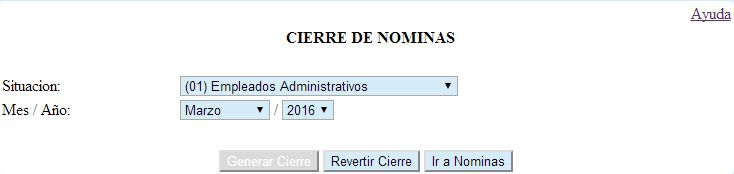 Ayuda
CIERRE DE NOMINAS
Situacion: (01) Empleados Administrativos
Mes / Año: Marzo / 2016
Generar Cierre Revertir Cierre Ir a Nominas